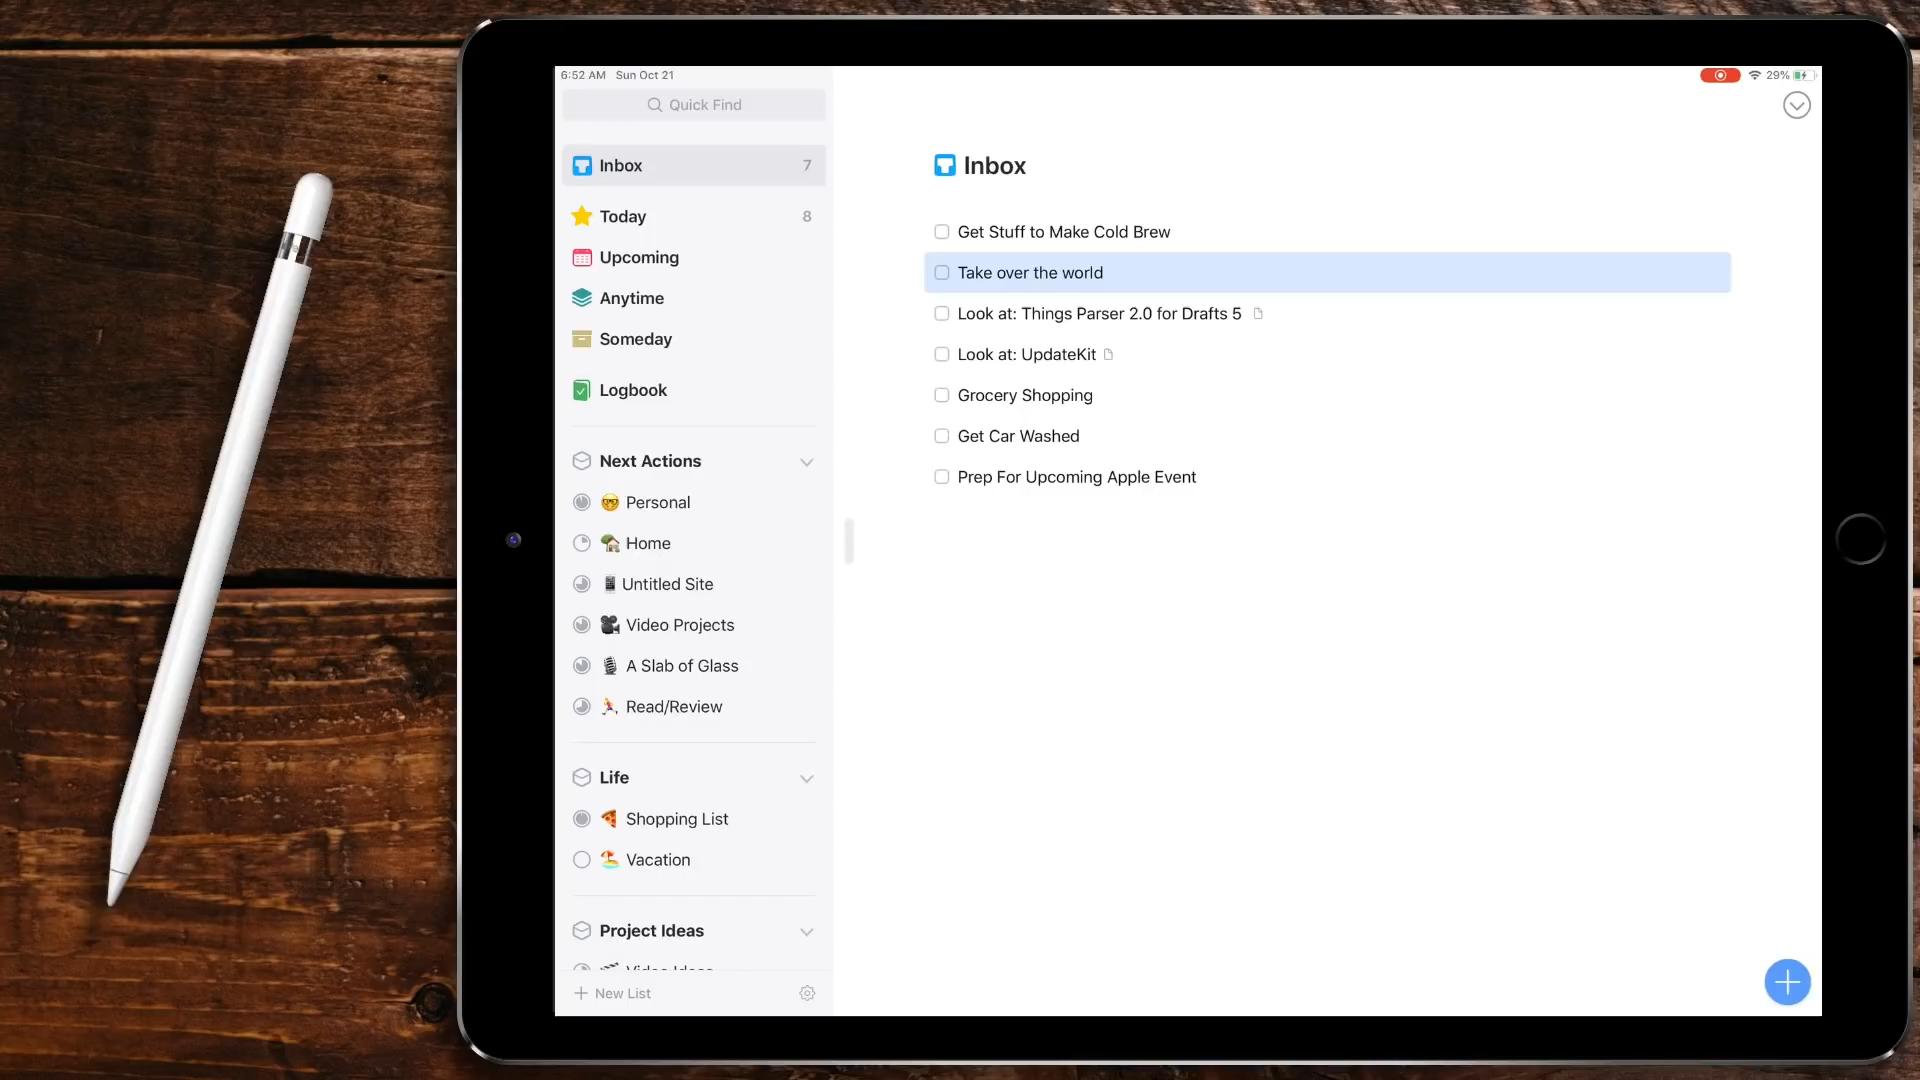 6:52 AM Sun Oct 21
29%
Quick Find
Inbox 7
Today 8
Upcoming
Anytime
Someday
Logbook
Next Actions
Personal
Home
Untitled Site
Video Projects
A Slab of Glass
Read/Review
Life
Shopping List
Vacation
Project Ideas
Video Ideas
New List
Inbox
Get Stuff to Make Cold Brew
Take over the world
Look at: Things Parser 2.0 for Drafts 5
Look at: UpdateKit
Grocery Shopping
Get Car Washed
Prep For Upcoming Apple Event